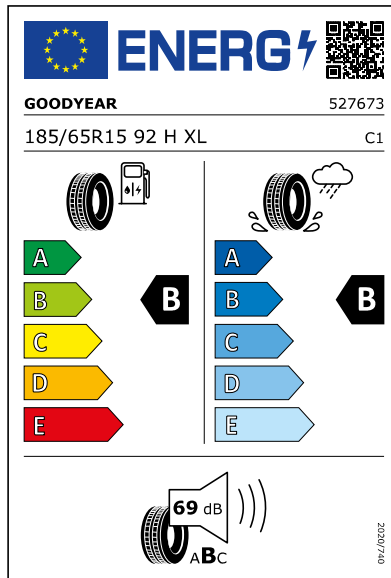 ENERG
GOODYEAR 527673
185/65R15 92 H XL C1
A A
B B B B
C C
D D
E E
69 dB
ABC
2020/740